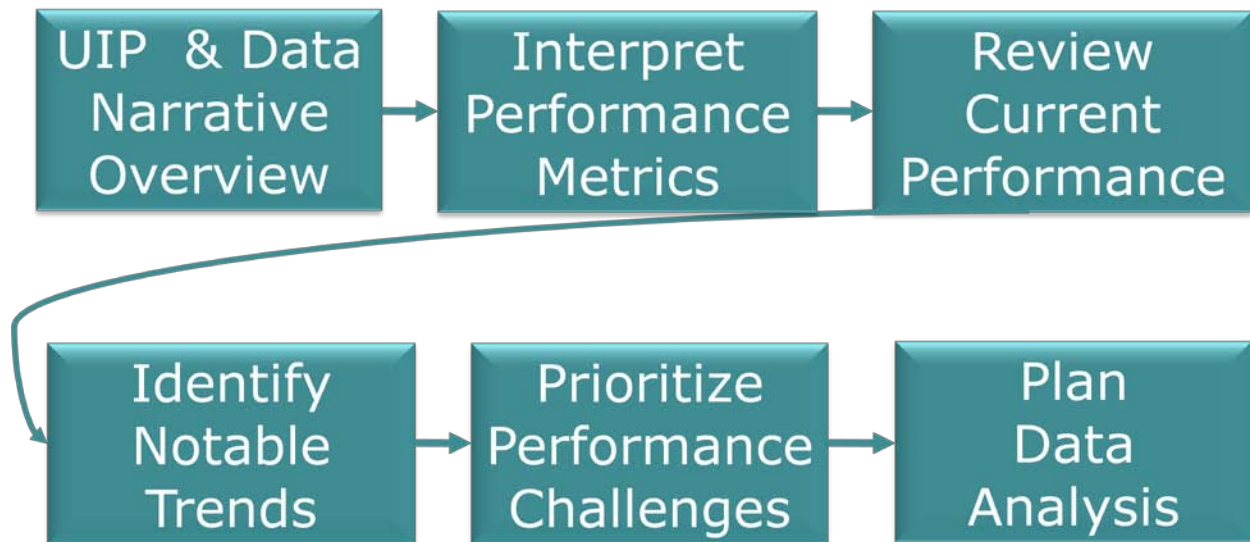 UIP & Data
Narrative
Overview
Interpret
Performance
Metrics
Review
Current
Performance
Identify
Notable
Trends
Prioritize
Performance
Challenges
Plan
Data
Analysis